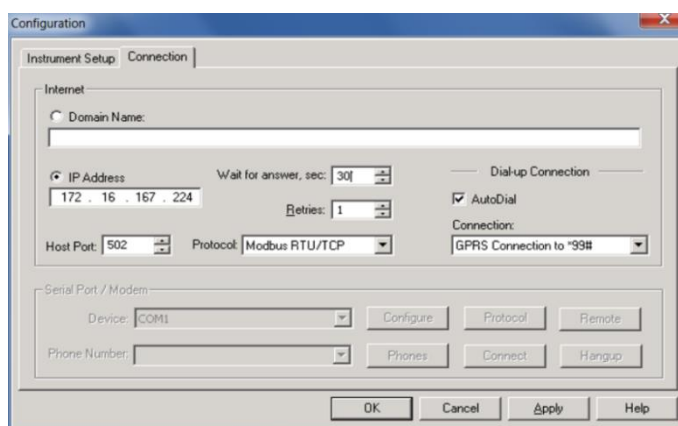 Configuration
Instrument Setup Connection
Internet
Domain Name:
IP Address Wait for answer, sec: 30 Dial-up Connection
172 . 16 . 167 . 224 AutoDial
Retries: 1
Connection:
Host Port: 502 Protocol: Modbus RTU/TCP GPRS Connection to *99#
Serial Port / Modem
Device: COM1 Configure Protocol Remote
Phone Number: Phones Connect Hangup
OK Cancel Apply Help